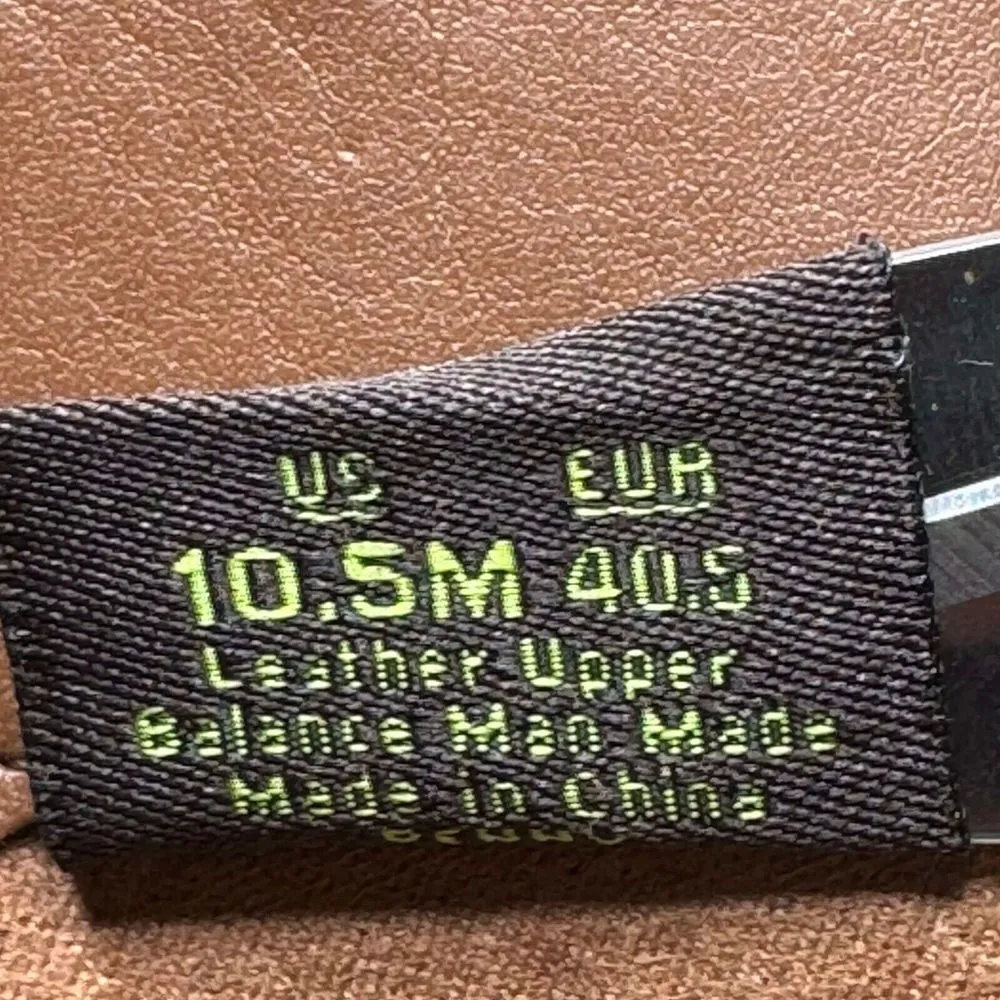 US EUR
10.5M 40.5
Leather Upper
Balance Man Made
Made in China